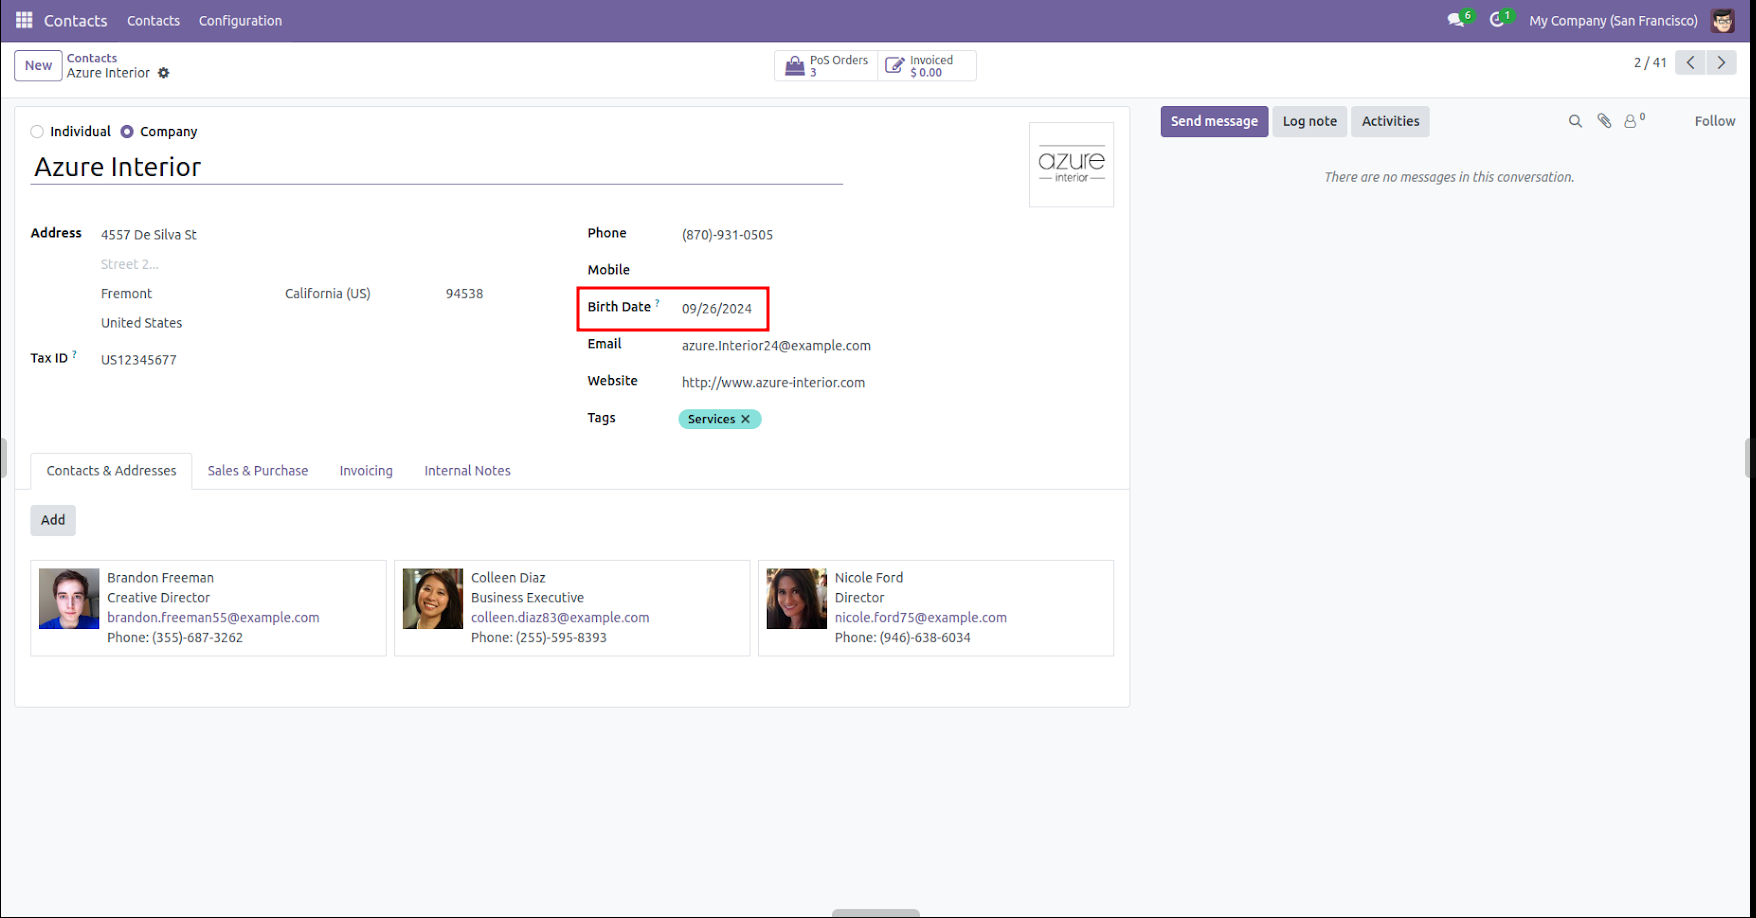 Contacts Contacts Configuration 6 1 My Company (San Francisco)
New Contacts
Azure Interior
PoS Orders
3
Invoiced
$ 0.00
2 / 41
Individual Company
Azure Interior
azure
interior
Address 4557 De Silva St
Street 2...
Fremont California (US) 94538
United States
Tax ID ? US12345677
Phone (870)-931-0505
Mobile
Birth Date ? 09/26/2024
Email azure.Interior24@example.com
Website http://www.azure-interior.com
Tags Services ✕
Contacts & Addresses Sales & Purchase Invoicing Internal Notes
Add
Brandon Freeman
Creative Director
brandon.freeman55@example.com
Phone: (355)-687-3262
Colleen Diaz
Business Executive
colleen.diaz83@example.com
Phone: (255)-595-8393
Nicole Ford
Director
nicole.ford75@example.com
Phone: (946)-638-6034
Send message Log note Activities 0 Follow
There are no messages in this conversation.